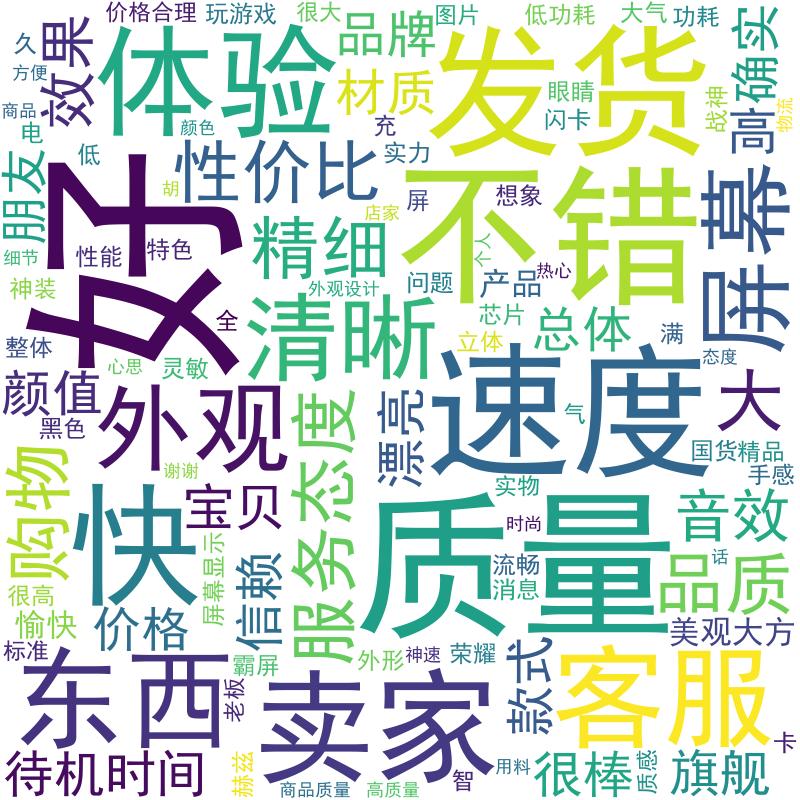 久
方便
商品
电
朋友
细节
神装
整体
颜值
黑色
购物
很高
愉快
标准
效果
价格合理
玩游戏
很大
品牌
图片
低功耗
大气
功耗
确实
体验
颜色
低
胡
材质
充
实力
店家
发货
眼睛
闪卡
战神
高
物流
好
性价比
性能
特色
全
精细
外观设计
屏
想象
个人
不错
问题
产品
热心
屏幕
清晰
芯片
立体
总体
满
态度
心思
灵敏
外观
谢谢
宝贝
服务态度
漂亮
速度
气
大
国货精品
手感
快
屏幕显示
信赖
价格
质量
实物
时尚
流畅
消息
音效
话
品质
美观大方
东西
老板
霸屏
外形
神速
荣耀
款式
客服
卖家
待机时间
赫兹
商品质量
高质量
智
用料
很棒
质感
旗舰
卡